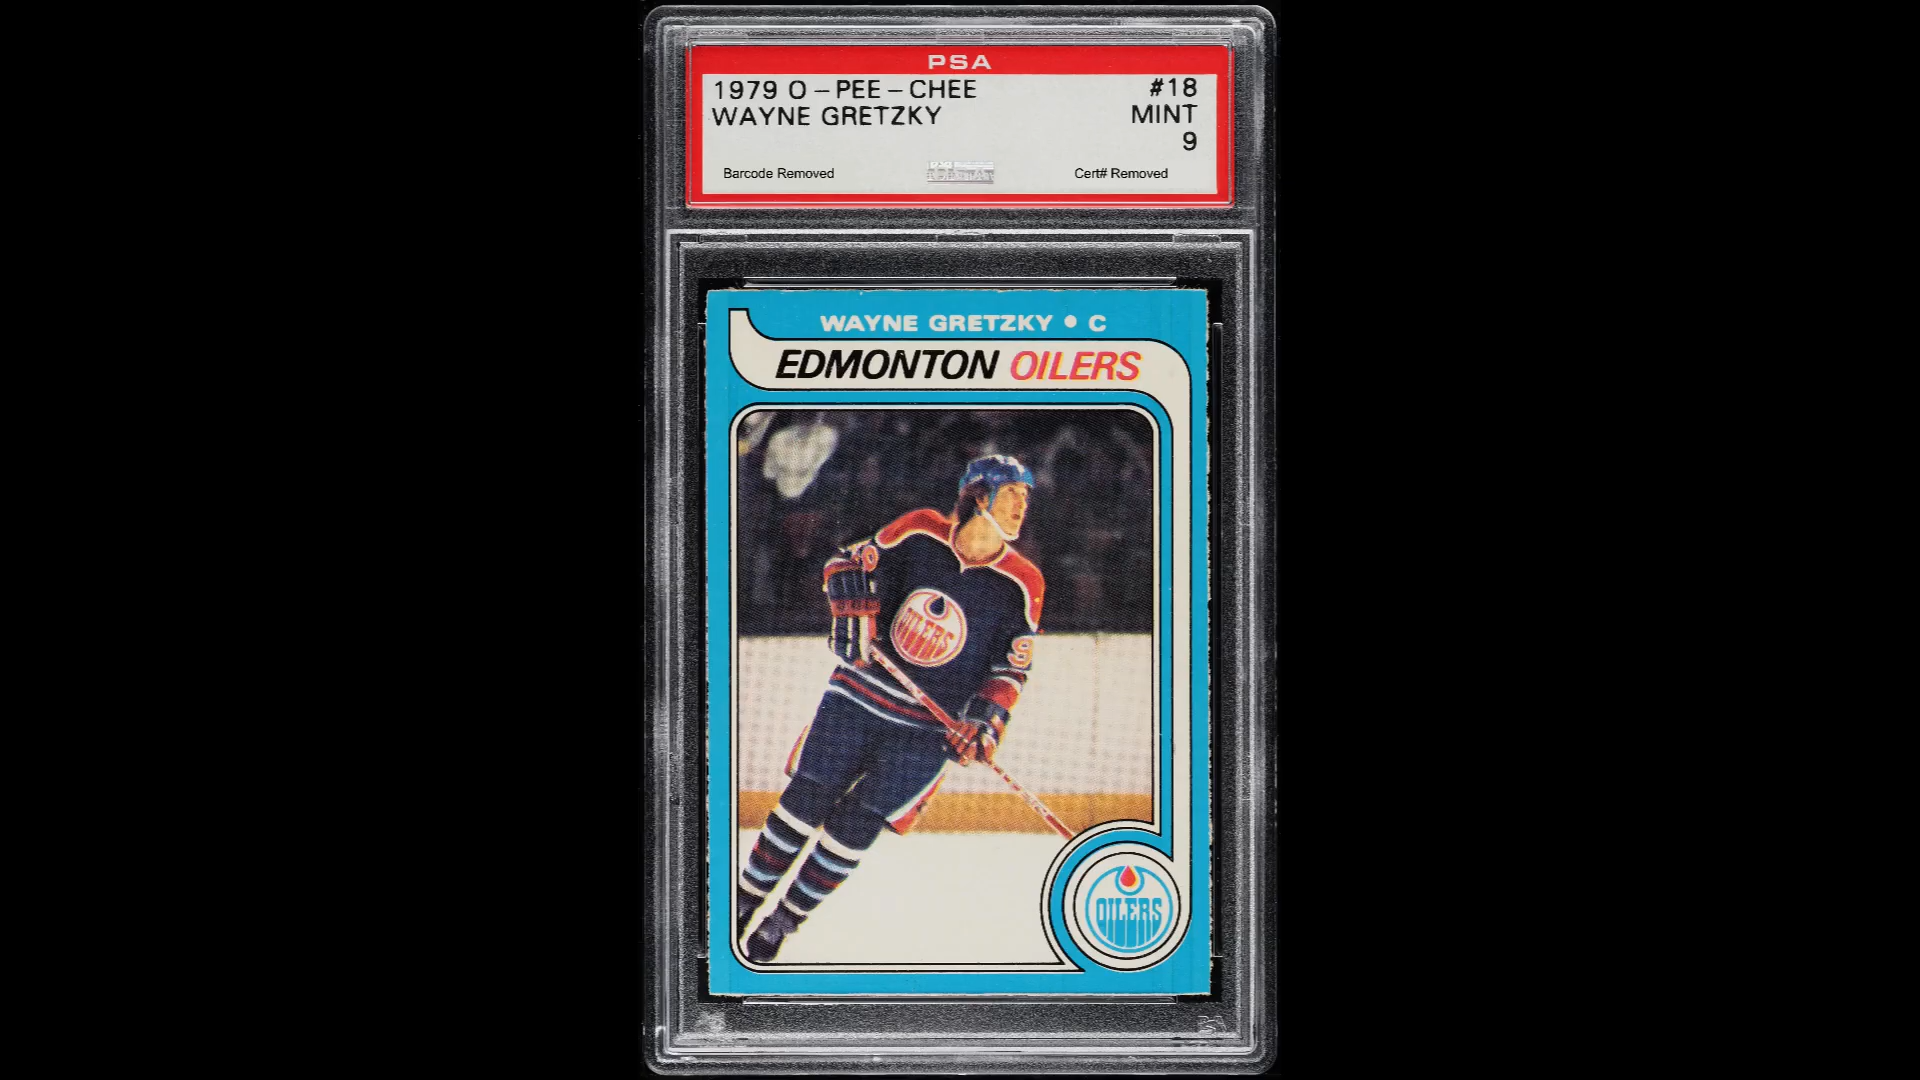 PSA
1979 O-PEE-CHEE #18
WAYNE GRETZKY MINT
9
Barcode Removed Cert# Removed
WAYNE GRETZKY • C
EDMONTON OILERS
OILERS
9
OILERS